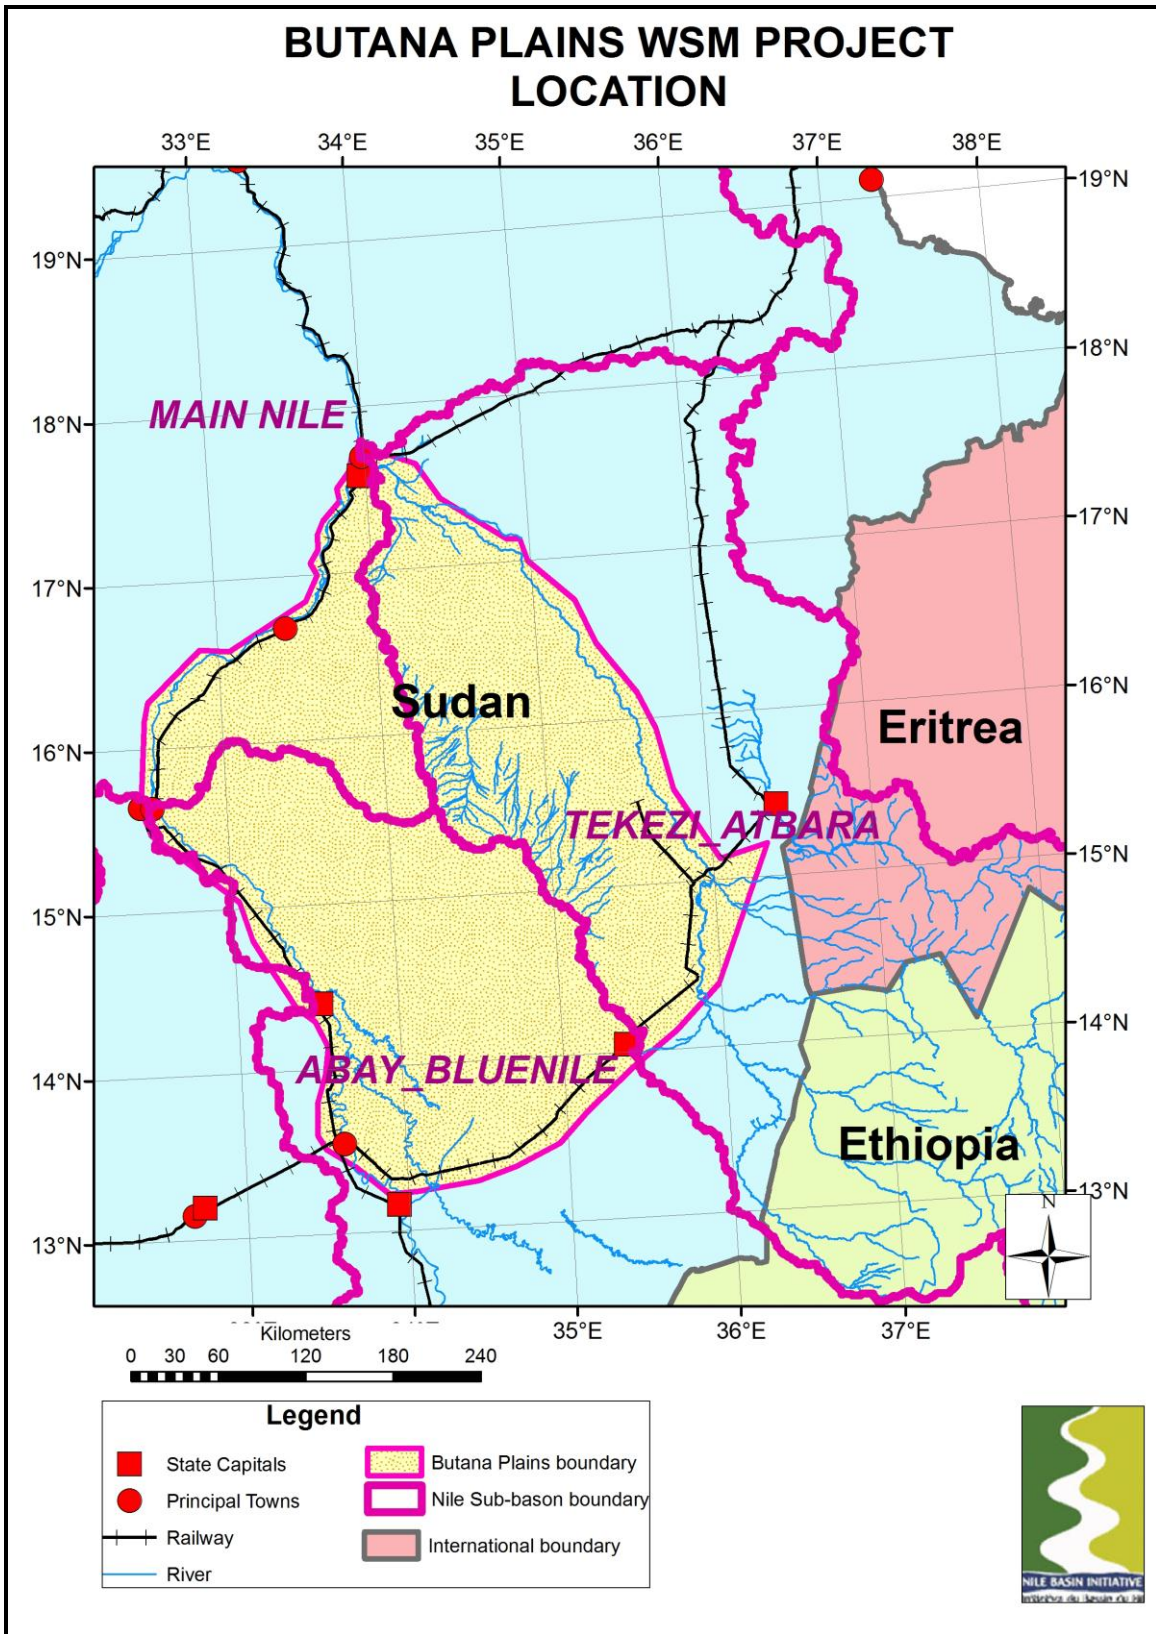 BUTANA PLAINS WSM PROJECT
LOCATION
33°E 34°E 35°E 36°E 37°E 38°E
19°N
19°N
18°N
MAIN NILE
18°N
17°N
17°N
16°N
Sudan
Eritrea
16°N
TEKEZI_ATBARA
15°N
15°N
14°N
ABAY_BLUENILE
14°N
Ethiopia
13°N
N
13°N
35°E 36°E 37°E
Kilometers
0 30 60 120 180 240
Legend
State Capitals
Principal Towns
Railway
River
Butana Plains boundary
Nile Sub-bason boundary
International boundary
NILE BASIN INITIATIVE